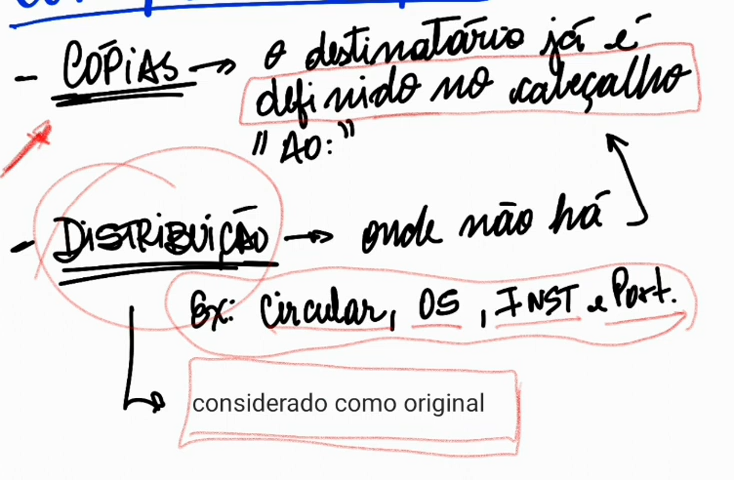 - CÓPIAS → o destinatário já é
definido no cabeçalho
"AO:"
- DISTRIBUIÇÃO → onde não há
Ex: Circular, OS, INST e Port.
considerado como original